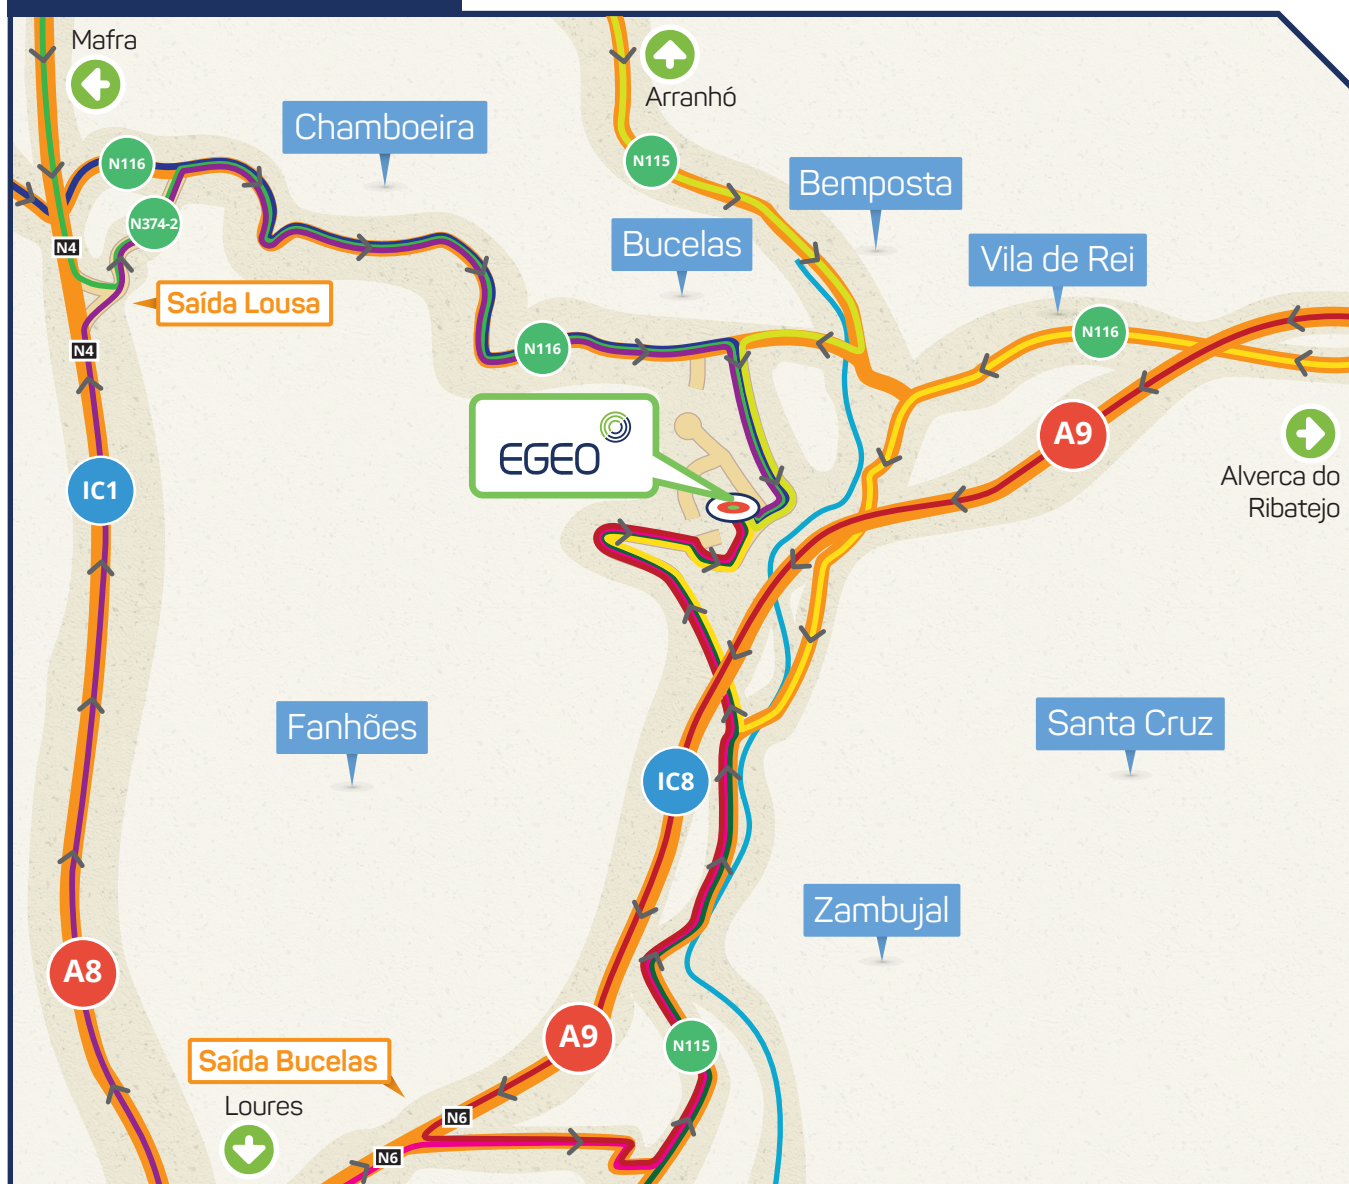 Mafra
Arranhó
Chamboeira
N116
N115
Bemposta
N374-2
Bucelas
N4
Vila de Rei
Saída Lousa
N116
N116
N4
EGEO
A9
Alverca do
Ribatejo
IC1
Fanhões
Santa Cruz
IC8
Zambujal
A8
A9
N115
Saída Bucelas
Loures
N6
N6